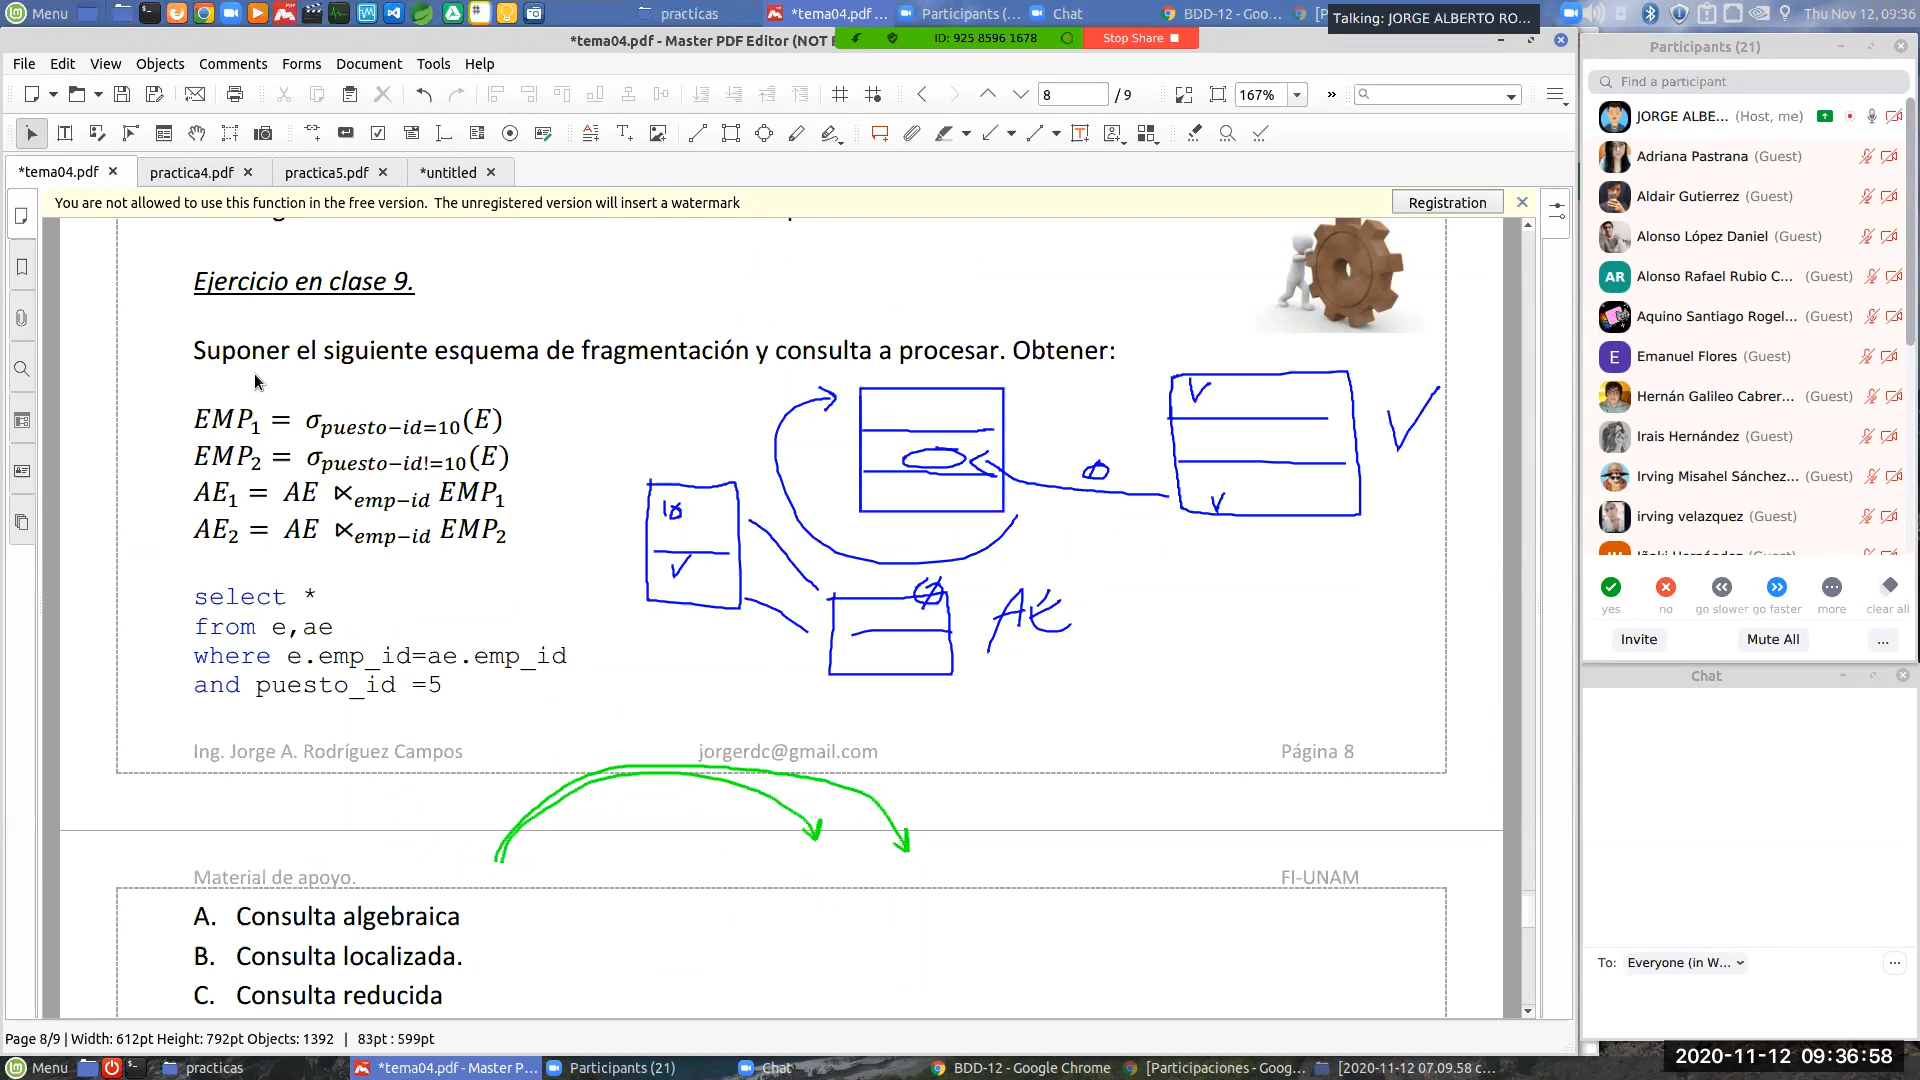 Menu
practicas
*tema04.pdf ...
Participants (...
Chat
BDD-12 - Goo...
[P
Talking: JORGE ALBERTO RO...
Thu Nov 12, 09:36
*tema04.pdf - Master PDF Editor (NOT R
ID: 925 8596 1678
Stop Share
File Edit View Objects Comments Forms Document Tools Help
8 / 9
167%
*tema04.pdf
practica4.pdf
practica5.pdf
*untitled
You are not allowed to use this function in the free version. The unregistered version will insert a watermark
Registration
Ejercicio en clase 9.
Suponer el siguiente esquema de fragmentación y consulta a procesar. Obtener:
EMP₁ = σ puesto-id=10(E)
EMP₂ = σ puesto-id!=10(E)
AE₁ = AE ⋉ emp-id EMP₁
AE₂ = AE ⋉ emp-id EMP₂
10
V
V
V
AE
select *
from e,ae
where e.emp_id=ae.emp_id
and puesto_id =5
Ing. Jorge A. Rodríguez Campos
jorgerdc@gmail.com
Página 8
Material de apoyo.
FI-UNAM
A. Consulta algebraica
B. Consulta localizada.
C. Consulta reducida
Page 8/9 | Width: 612pt Height: 792pt Objects: 1392 | 83pt : 599pt
Participants (21)
Find a participant
JORGE ALBE... (Host, me)
Adriana Pastrana (Guest)
Aldair Gutierrez (Guest)
Alonso López Daniel (Guest)
AR Alonso Rafael Rubio C... (Guest)
Aquino Santiago Rogel... (Guest)
E Emanuel Flores (Guest)
Hernán Galileo Cabrer... (Guest)
Irais Hernández (Guest)
Irving Misahel Sánchez... (Guest)
irving velazquez (Guest)
yes no go slower go faster more clear all
Invite
Mute All
...
Chat
To: Everyone (in W...
2020-11-12 09:36:58
Menu
practicas
*tema04.pdf - Master P...
Participants (21)
Chat
BDD-12 - Google Chrome
[Participaciones - Goog...
[2020-11-12 07.09.58 c...